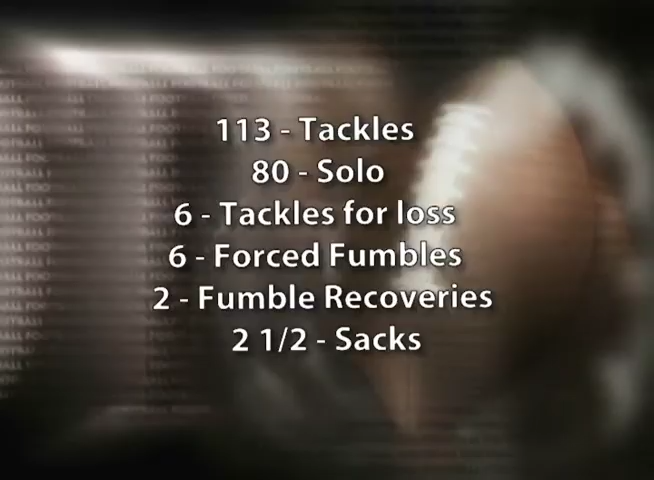 113 - Tackles
80 - Solo
6 - Tackles for loss
6 - Forced Fumbles
2 - Fumble Recoveries
2 1/2 - Sacks